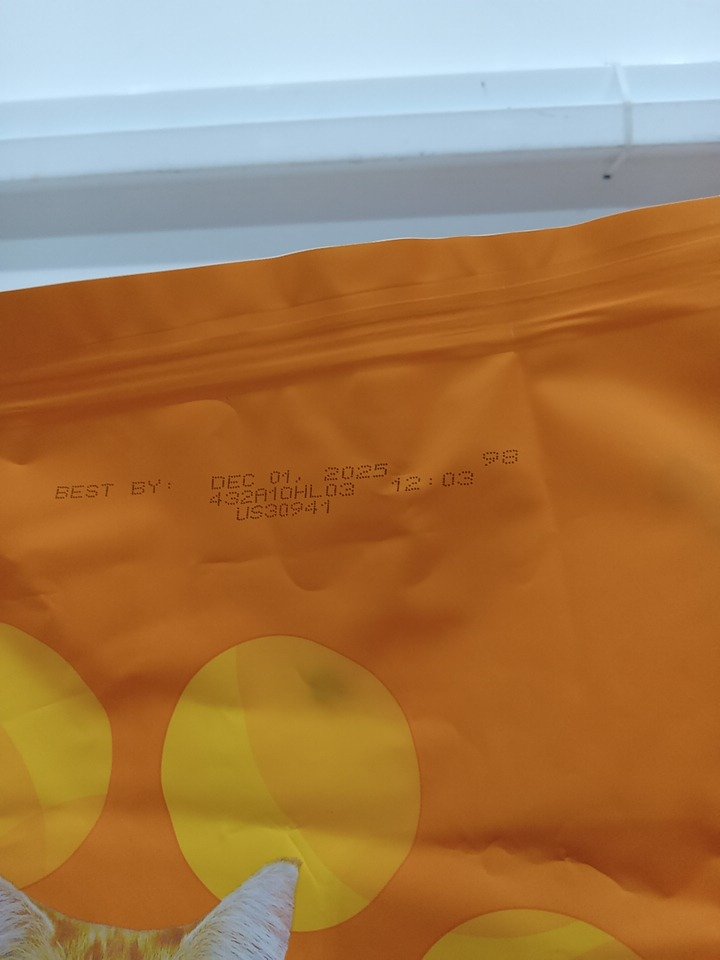 BEST BY: DEC 01, 2025 98
432A10HL03 12:03
US30941